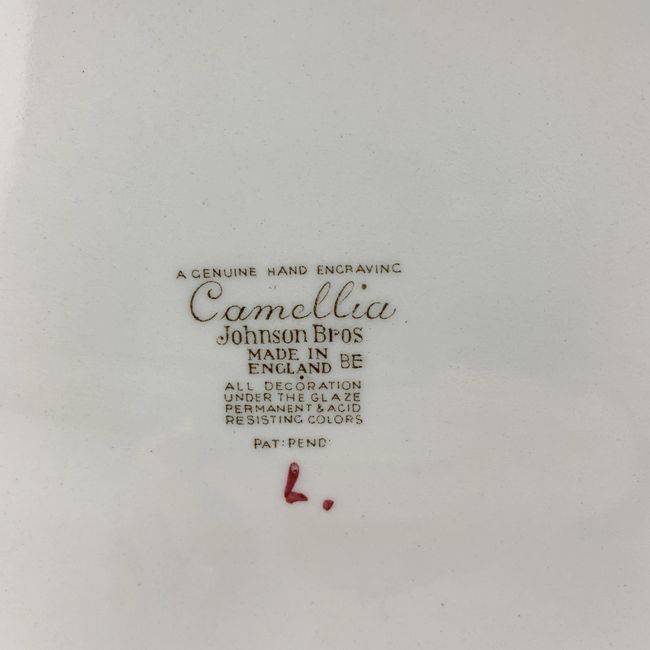 A GENUINE HAND ENGRAVING
Camellia
Johnson Bros
MADE IN
ENGLAND BE
ALL DECORATION
UNDER THE GLAZE
PERMANENT & ACID
RESISTING COLORS
PAT: PEND:
L.